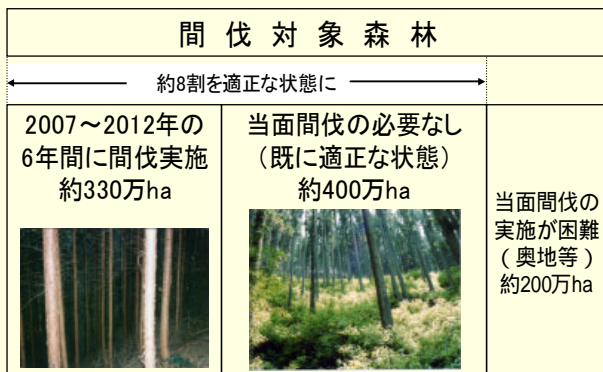 間伐対象森林
約8割を適正な状態に
2007～2012年の
6年間に間伐実施
約330万ha
当面間伐の必要なし
（既に適正な状態）
約400万ha
当面間伐の
実施が困難
（奥地等）
約200万ha